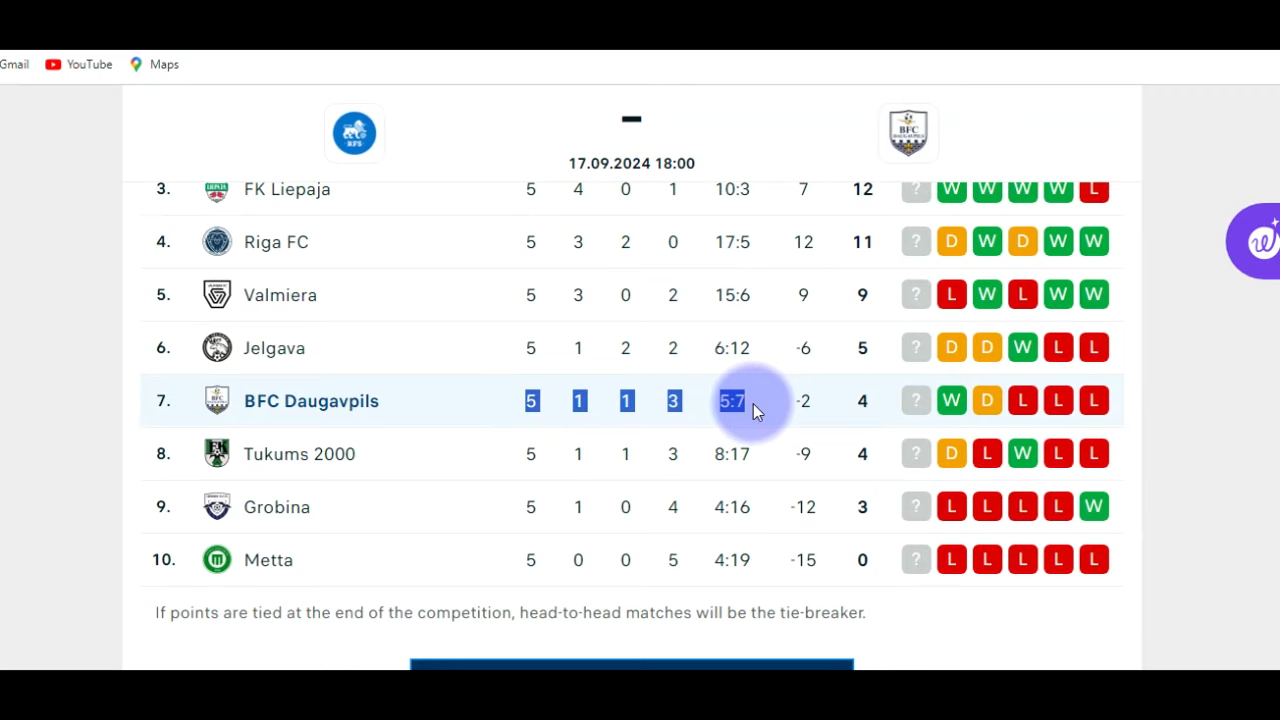 Gmail YouTube Maps
RFS BFC DAUGAVPILS
17.09.2024 18:00
3. FK Liepaja 5 4 0 1 10:3 7 12 ? W W W W L
4. Riga FC 5 3 2 0 17:5 12 11 ? D W D W W
5. Valmiera 5 3 0 2 15:6 9 9 ? L W L W W
6. Jelgava 5 1 2 2 6:12 -6 5 ? D D W L L
7. BFC Daugavpils 5 1 1 3 5:7 -2 4 ? W D L L L
8. Tukums 2000 5 1 1 3 8:17 -9 4 ? D L W L L
9. Grobina 5 1 0 4 4:16 -12 3 ? L L L L W
10. Metta 5 0 0 5 4:19 -15 0 ? L L L L L
If points are tied at the end of the competition, head-to-head matches will be the tie-breaker.